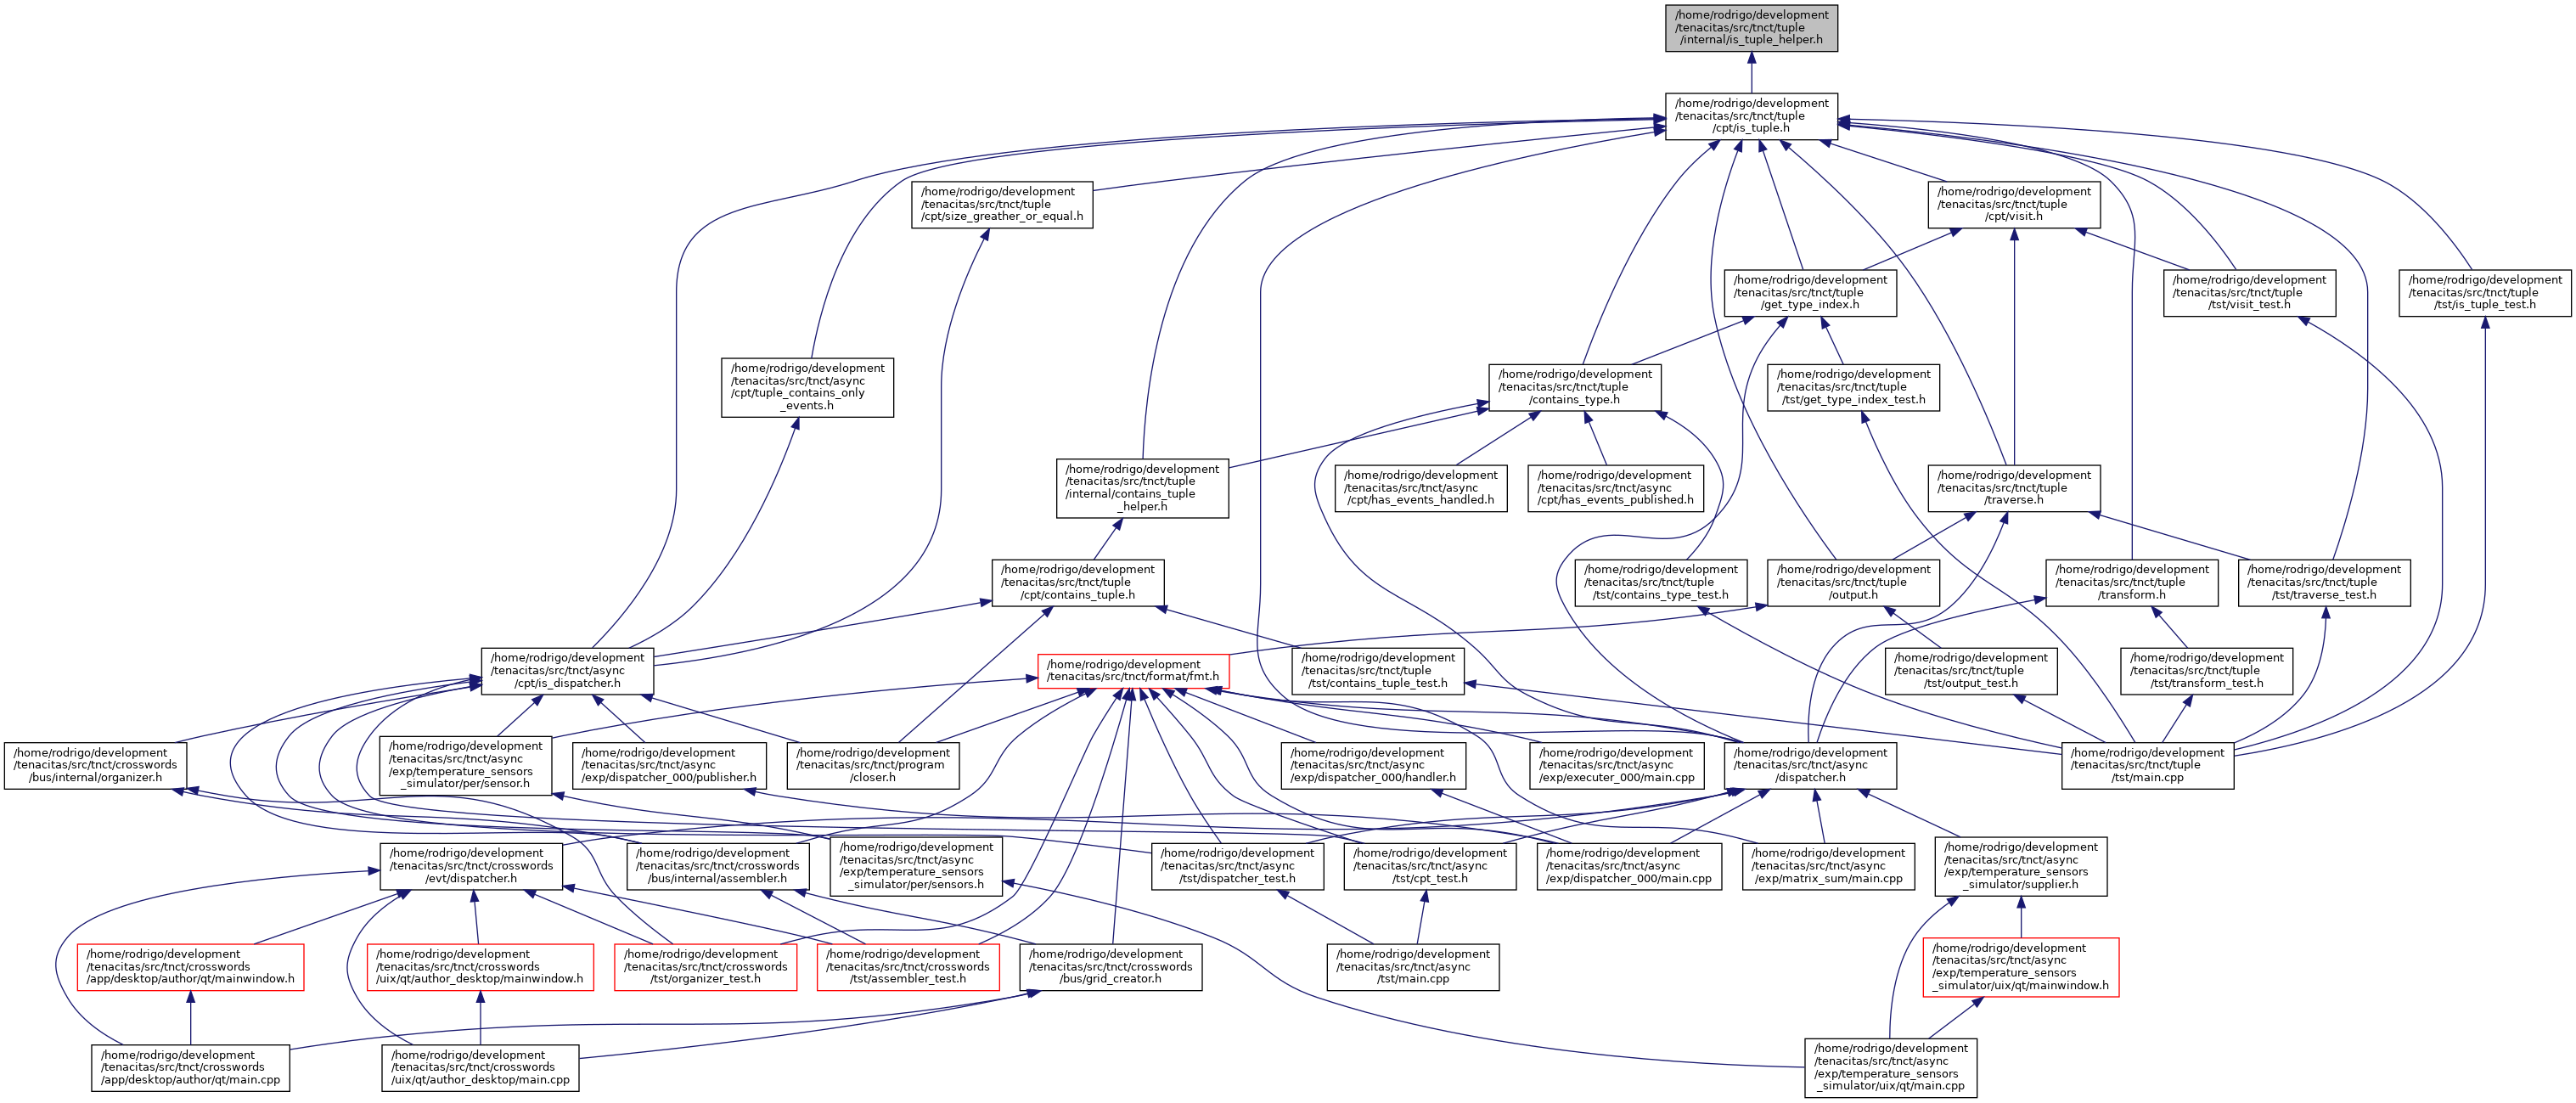 /home/rodrigo/development
/tenacitas/src/tnct/tuple
/internal/is_tuple_helper.h
/home/rodrigo/development
/tenacitas/src/tnct/tuple
/cpt/is_tuple.h
/home/rodrigo/development
/tenacitas/src/tnct/tuple
/cpt/size_greather_or_equal.h
/home/rodrigo/development
/tenacitas/src/tnct/tuple
/cpt/visit.h
/home/rodrigo/development
/tenacitas/src/tnct/tuple
/get_type_index.h
/home/rodrigo/development
/tenacitas/src/tnct/tuple
/tst/visit_test.h
/home/rodrigo/development
/tenacitas/src/tnct/tuple
/tst/is_tuple_test.h
/home/rodrigo/development
/tenacitas/src/tnct/async
/cpt/tuple_contains_only
_events.h
/home/rodrigo/development
/tenacitas/src/tnct/tuple
/contains_type.h
/home/rodrigo/development
/tenacitas/src/tnct/tuple
/tst/get_type_index_test.h
/home/rodrigo/development
/tenacitas/src/tnct/tuple
/internal/contains_tuple
_helper.h
/home/rodrigo/development
/tenacitas/src/tnct/async
/cpt/has_events_handled.h
/home/rodrigo/development
/tenacitas/src/tnct/async
/cpt/has_events_published.h
/home/rodrigo/development
/tenacitas/src/tnct/tuple
/traverse.h
/home/rodrigo/development
/tenacitas/src/tnct/tuple
/cpt/contains_tuple.h
/home/rodrigo/development
/tenacitas/src/tnct/tuple
/tst/contains_type_test.h
/home/rodrigo/development
/tenacitas/src/tnct/tuple
/output.h
/home/rodrigo/development
/tenacitas/src/tnct/tuple
/transform.h
/home/rodrigo/development
/tenacitas/src/tnct/tuple
/tst/traverse_test.h
/home/rodrigo/development
/tenacitas/src/tnct/async
/cpt/is_dispatcher.h
/home/rodrigo/development
/tenacitas/src/tnct/format/fmt.h
/home/rodrigo/development
/tenacitas/src/tnct/tuple
/tst/contains_tuple_test.h
/home/rodrigo/development
/tenacitas/src/tnct/tuple
/tst/output_test.h
/home/rodrigo/development
/tenacitas/src/tnct/tuple
/tst/transform_test.h
/home/rodrigo/development
/tenacitas/src/tnct/crosswords
/bus/internal/organizer.h
/home/rodrigo/development
/tenacitas/src/tnct/async
/exp/temperature_sensors
_simulator/per/sensor.h
/home/rodrigo/development
/tenacitas/src/tnct/async
/exp/dispatcher_000/publisher.h
/home/rodrigo/development
/tenacitas/src/tnct/program
/closer.h
/home/rodrigo/development
/tenacitas/src/tnct/async
/exp/dispatcher_000/handler.h
/home/rodrigo/development
/tenacitas/src/tnct/async
/exp/executer_000/main.cpp
/home/rodrigo/development
/tenacitas/src/tnct/async
/dispatcher.h
/home/rodrigo/development
/tenacitas/src/tnct/tuple
/tst/main.cpp
/home/rodrigo/development
/tenacitas/src/tnct/crosswords
/evt/dispatcher.h
/home/rodrigo/development
/tenacitas/src/tnct/crosswords
/bus/internal/assembler.h
/home/rodrigo/development
/tenacitas/src/tnct/async
/exp/temperature_sensors
_simulator/per/sensors.h
/home/rodrigo/development
/tenacitas/src/tnct/async
/tst/dispatcher_test.h
/home/rodrigo/development
/tenacitas/src/tnct/async
/tst/cpt_test.h
/home/rodrigo/development
/tenacitas/src/tnct/async
/exp/dispatcher_000/main.cpp
/home/rodrigo/development
/tenacitas/src/tnct/async
/exp/matrix_sum/main.cpp
/home/rodrigo/development
/tenacitas/src/tnct/async
/exp/temperature_sensors
_simulator/supplier.h
/home/rodrigo/development
/tenacitas/src/tnct/crosswords
/app/desktop/author/qt/mainwindow.h
/home/rodrigo/development
/tenacitas/src/tnct/crosswords
/uix/qt/author_desktop/mainwindow.h
/home/rodrigo/development
/tenacitas/src/tnct/crosswords
/tst/organizer_test.h
/home/rodrigo/development
/tenacitas/src/tnct/crosswords
/tst/assembler_test.h
/home/rodrigo/development
/tenacitas/src/tnct/crosswords
/bus/grid_creator.h
/home/rodrigo/development
/tenacitas/src/tnct/async
/tst/main.cpp
/home/rodrigo/development
/tenacitas/src/tnct/async
/exp/temperature_sensors
_simulator/uix/qt/mainwindow.h
/home/rodrigo/development
/tenacitas/src/tnct/crosswords
/app/desktop/author/qt/main.cpp
/home/rodrigo/development
/tenacitas/src/tnct/crosswords
/uix/qt/author_desktop/main.cpp
/home/rodrigo/development
/tenacitas/src/tnct/async
/exp/temperature_sensors
_simulator/uix/qt/main.cpp